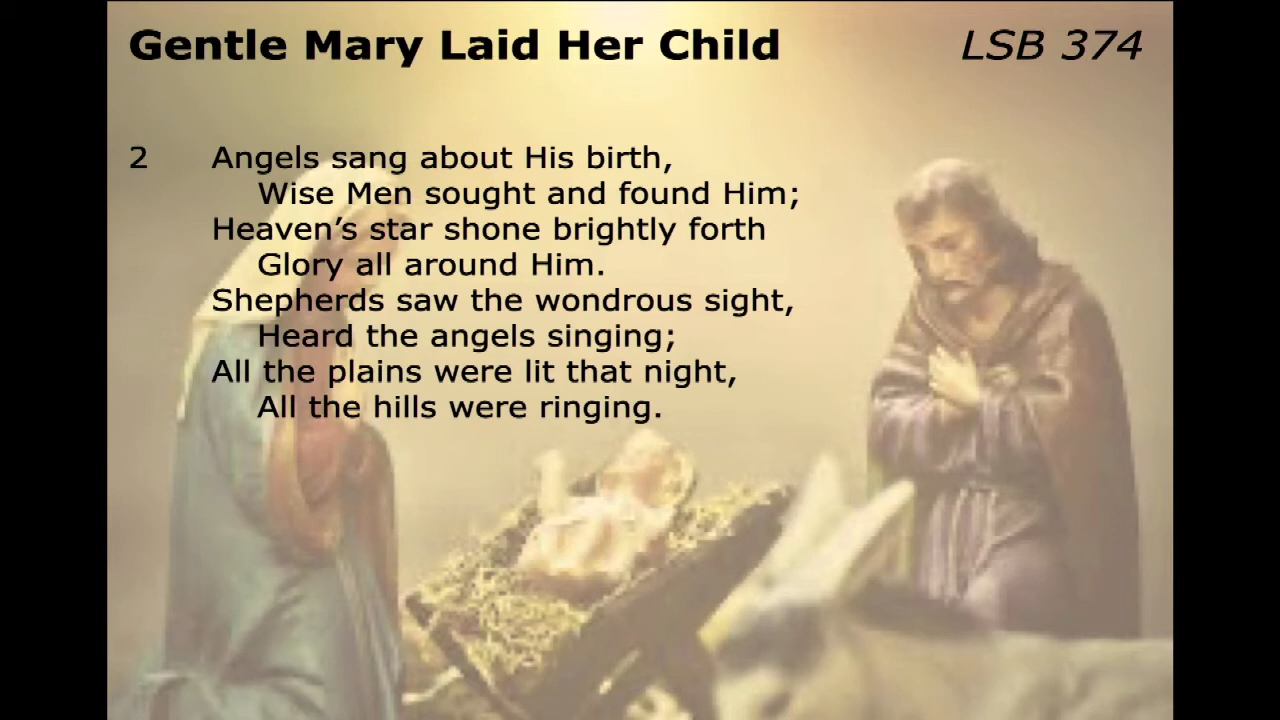 Gentle Mary Laid Her Child LSB 374
2 Angels sang about His birth,
Wise Men sought and found Him;
Heaven’s star shone brightly forth
Glory all around Him.
Shepherds saw the wondrous sight,
Heard the angels singing;
All the plains were lit that night,
All the hills were ringing.